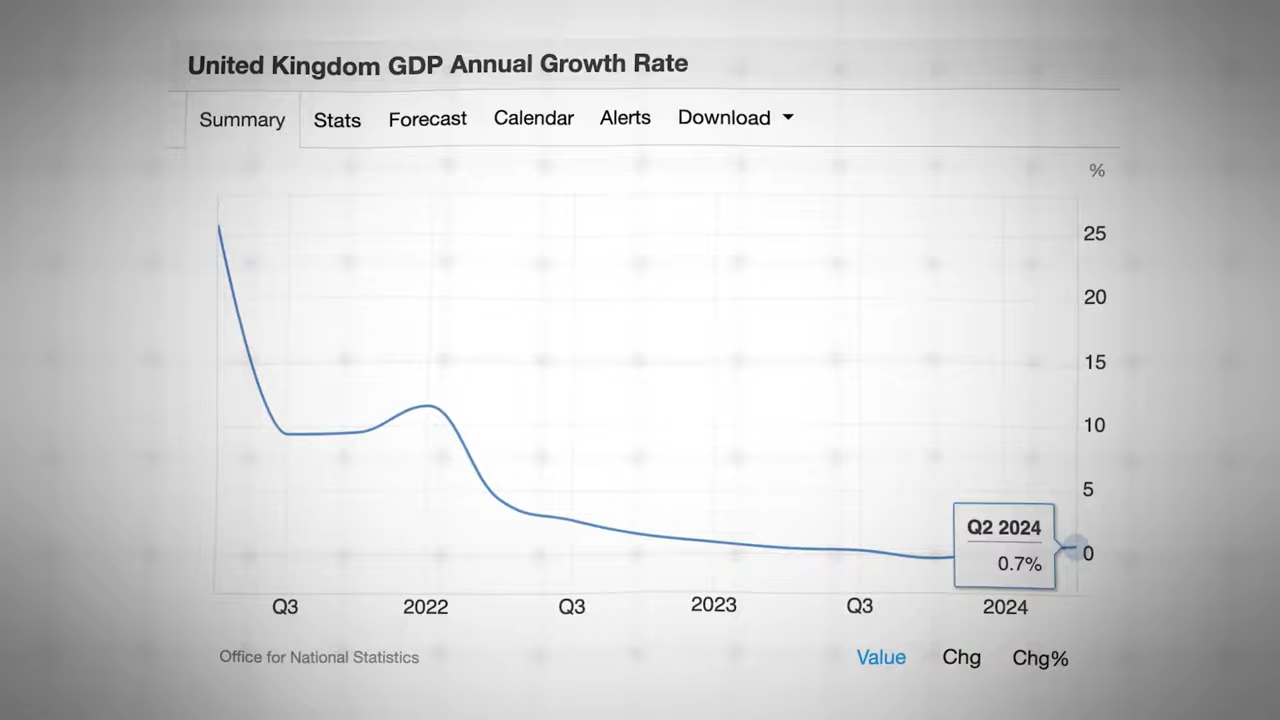 United Kingdom GDP Annual Growth Rate
Summary Stats Forecast Calendar Alerts Download
%
25
20
15
10
5
0
Q2 2024
0.7%
Q3 2022 Q3 2023 Q3 2024
Office for National Statistics
Value Chg Chg%